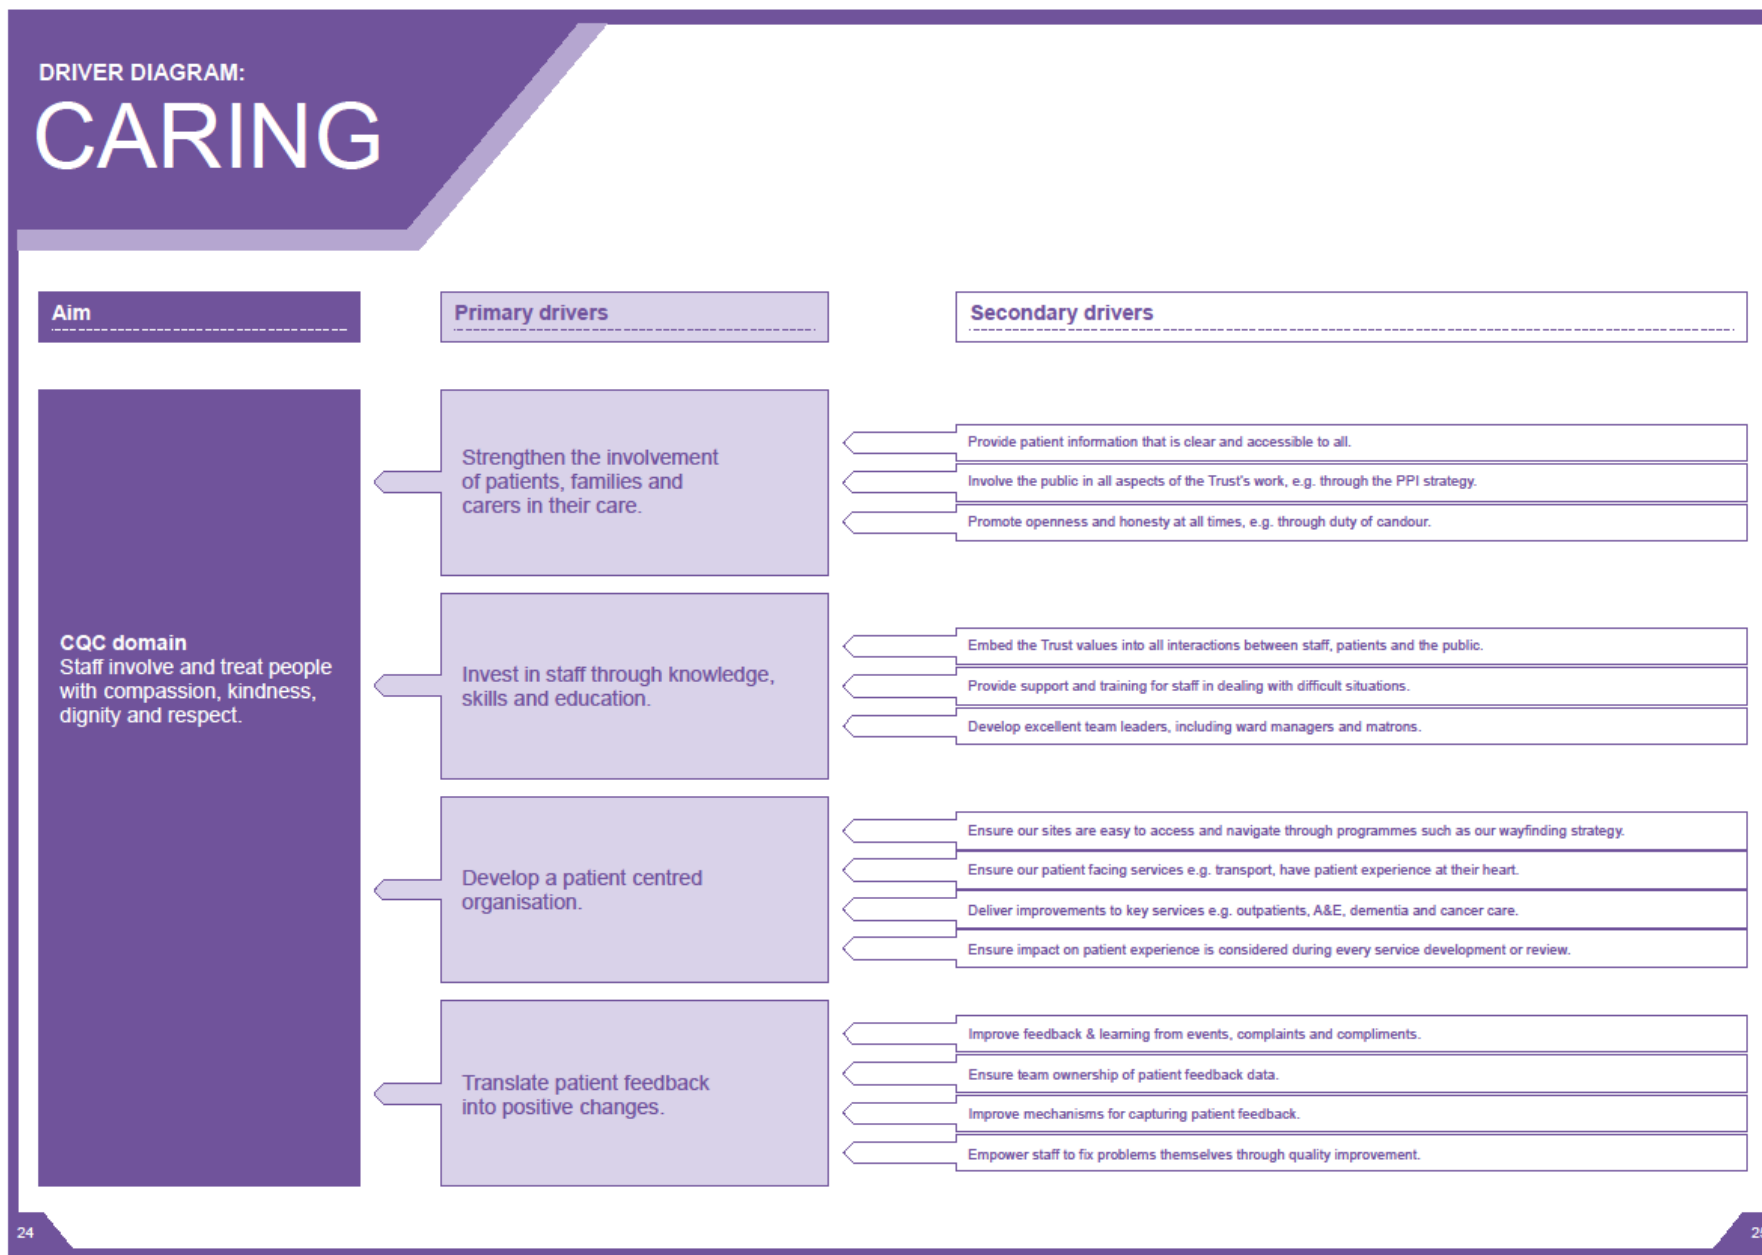 DRIVER DIAGRAM:
CARING
Aim
Primary drivers
Secondary drivers
CQC domain
Staff involve and treat people
with compassion, kindness,
dignity and respect.
Strengthen the involvement
of patients, families and
carers in their care.
Provide patient information that is clear and accessible to all.
Involve the public in all aspects of the Trust's work, e.g. through the PPI strategy.
Promote openness and honesty at all times, e.g. through duty of candour.
Invest in staff through knowledge,
skills and education.
Embed the Trust values into all interactions between staff, patients and the public.
Provide support and training for staff in dealing with difficult situations.
Develop excellent team leaders, including ward managers and matrons.
Develop a patient centred
organisation.
Ensure our sites are easy to access and navigate through programmes such as our wayfinding strategy.
Ensure our patient facing services e.g. transport, have patient experience at their heart.
Deliver improvements to key services e.g. outpatients, A&E, dementia and cancer care.
Ensure impact on patient experience is considered during every service development or review.
Translate patient feedback
into positive changes.
Improve feedback & learning from events, complaints and compliments.
Ensure team ownership of patient feedback data.
Improve mechanisms for capturing patient feedback.
Empower staff to fix problems themselves through quality improvement.
24